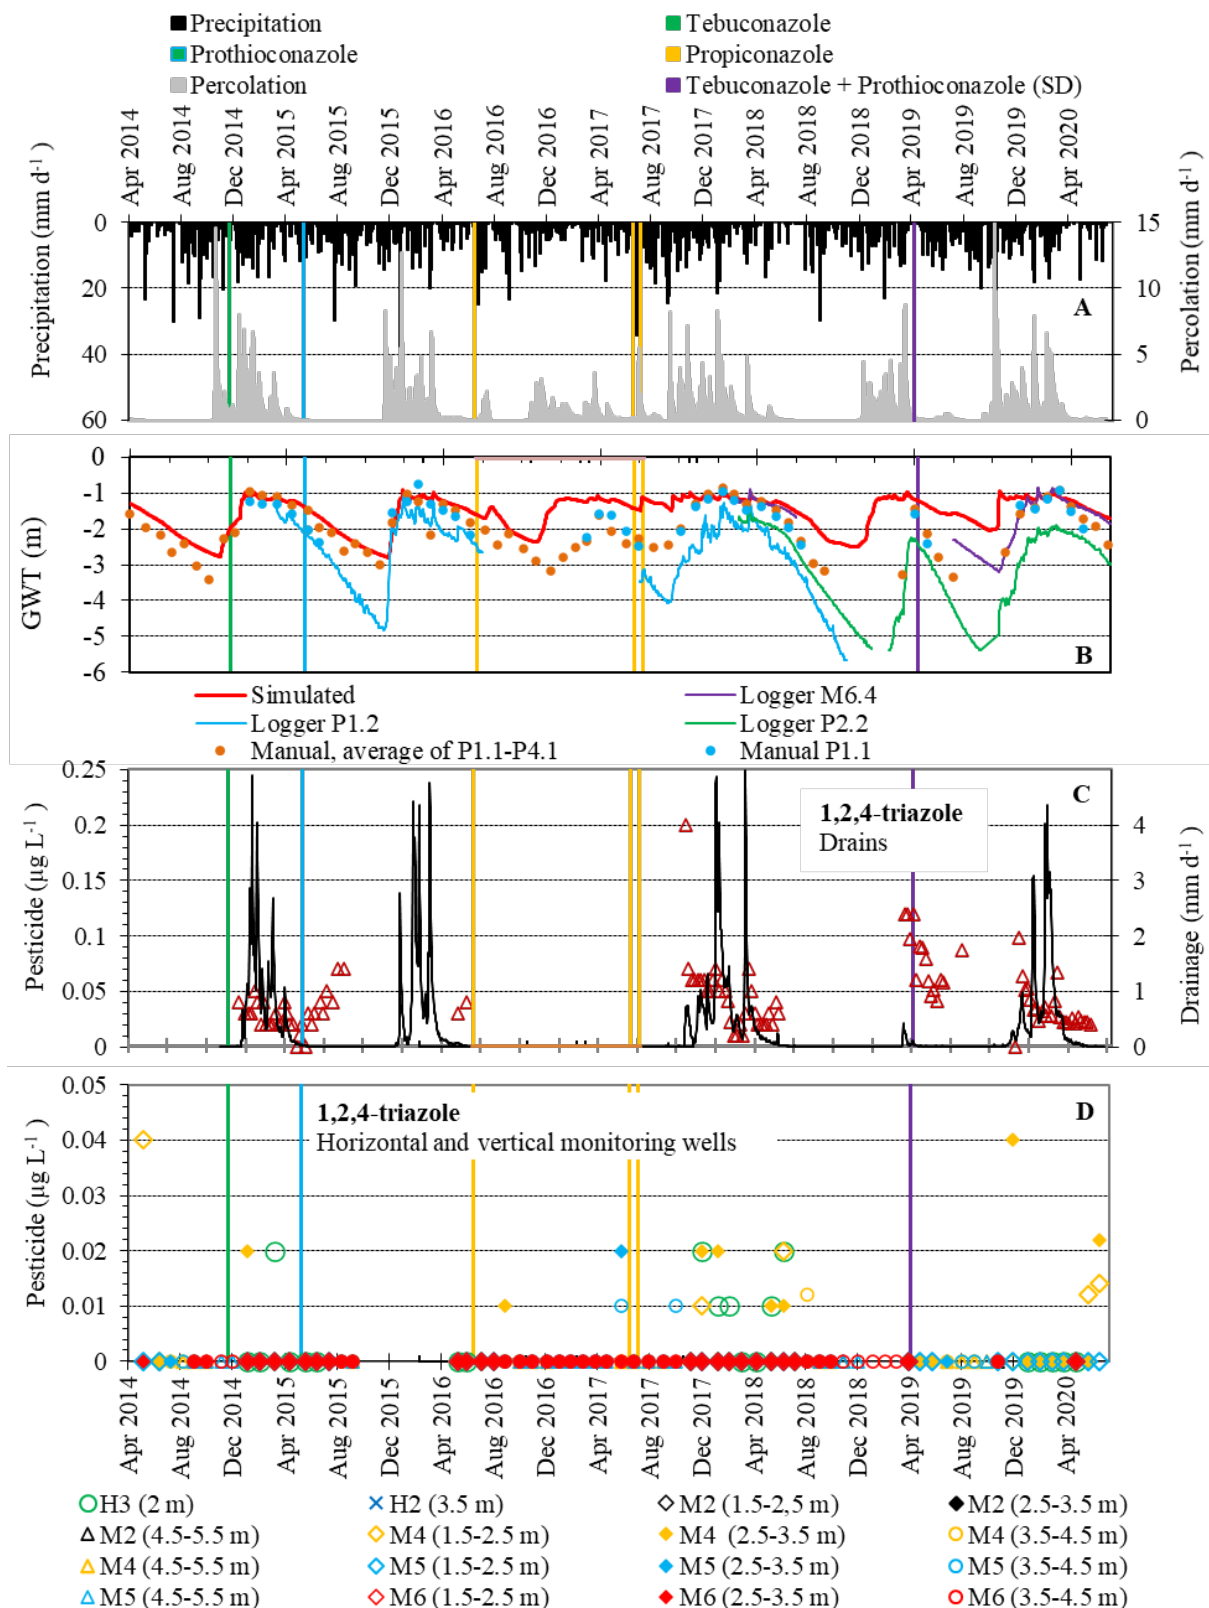 Precipitation Tebuconazole
Prothioconazole Propiconazole
Percolation Tebuconazole + Prothioconazole (SD)
Apr 2014 Aug 2014 Dec 2014 Apr 2015 Aug 2015 Dec 2015 Apr 2016 Aug 2016 Dec 2016 Apr 2017 Aug 2017 Dec 2017 Apr 2018 Aug 2018 Dec 2018 Apr 2019 Aug 2019 Dec 2019 Apr 2020
Precipitation (mm d-1)
0
20
40
60
A
15
10
5
0
Percolation (mm d-1)
GWT (m)
0
-1
-2
-3
-4
-5
-6
B
Simulated Logger M6.4
Logger P1.2 Logger P2.2
Manual, average of P1.1-P4.1 Manual P1.1
Pesticide (µg L-1)
0.25
0.2
0.15
0.1
0.05
0
C
1,2,4-triazole
Drains
4
3
2
1
0
Drainage (mm d-1)
Pesticide (µg L-1)
0.05
0.04
0.03
0.02
0.01
0
1,2,4-triazole
Horizontal and vertical monitoring wells
D
Apr 2014 Aug 2014 Dec 2014 Apr 2015 Aug 2015 Dec 2015 Apr 2016 Aug 2016 Dec 2016 Apr 2017 Aug 2017 Dec 2017 Apr 2018 Aug 2018 Dec 2018 Apr 2019 Aug 2019 Dec 2019 Apr 2020
H3 (2 m) H2 (3.5 m) M2 (1.5-2,5 m) M2 (2.5-3.5 m)
M2 (4.5-5.5 m) M4 (1.5-2.5 m) M4 (2.5-3.5 m) M4 (3.5-4.5 m)
M4 (4.5-5.5 m) M5 (1.5-2.5 m) M5 (2.5-3.5 m) M5 (3.5-4.5 m)
M5 (4.5-5.5 m) M6 (1.5-2.5 m) M6 (2.5-3.5 m) M6 (3.5-4.5 m)